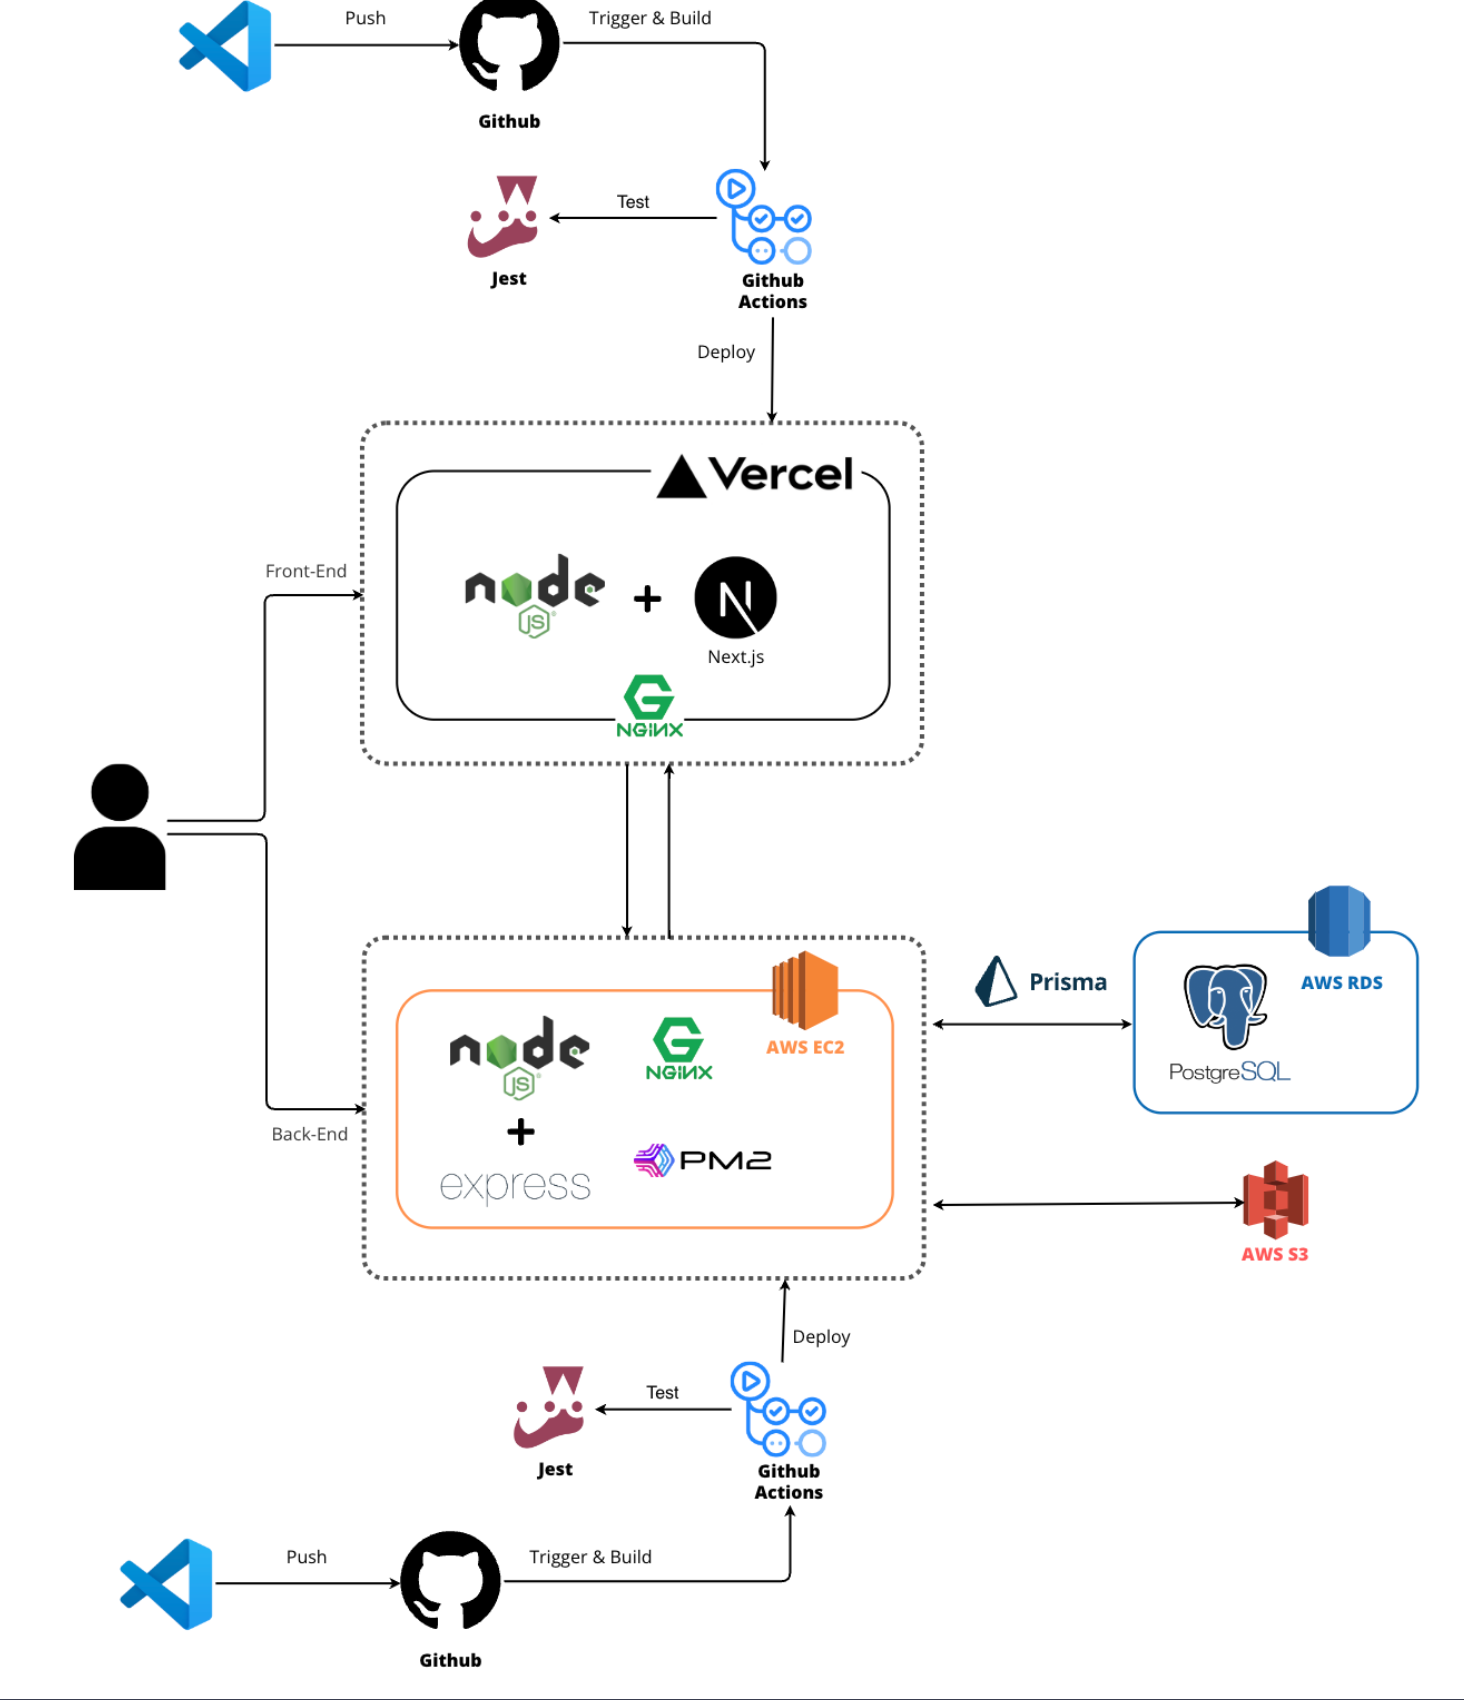 Push
Trigger & Build
Github
Test
Jest
Github
Actions
Deploy
Vercel
Front-End
node
JS
+
N
Next.js
G
NGINX
Prisma
AWS RDS
PostgreSQL
AWS EC2
node
JS
G
NGINX
+
express
PM2
Back-End
AWS S3
Deploy
Test
Jest
Github
Actions
Push
Trigger & Build
Github